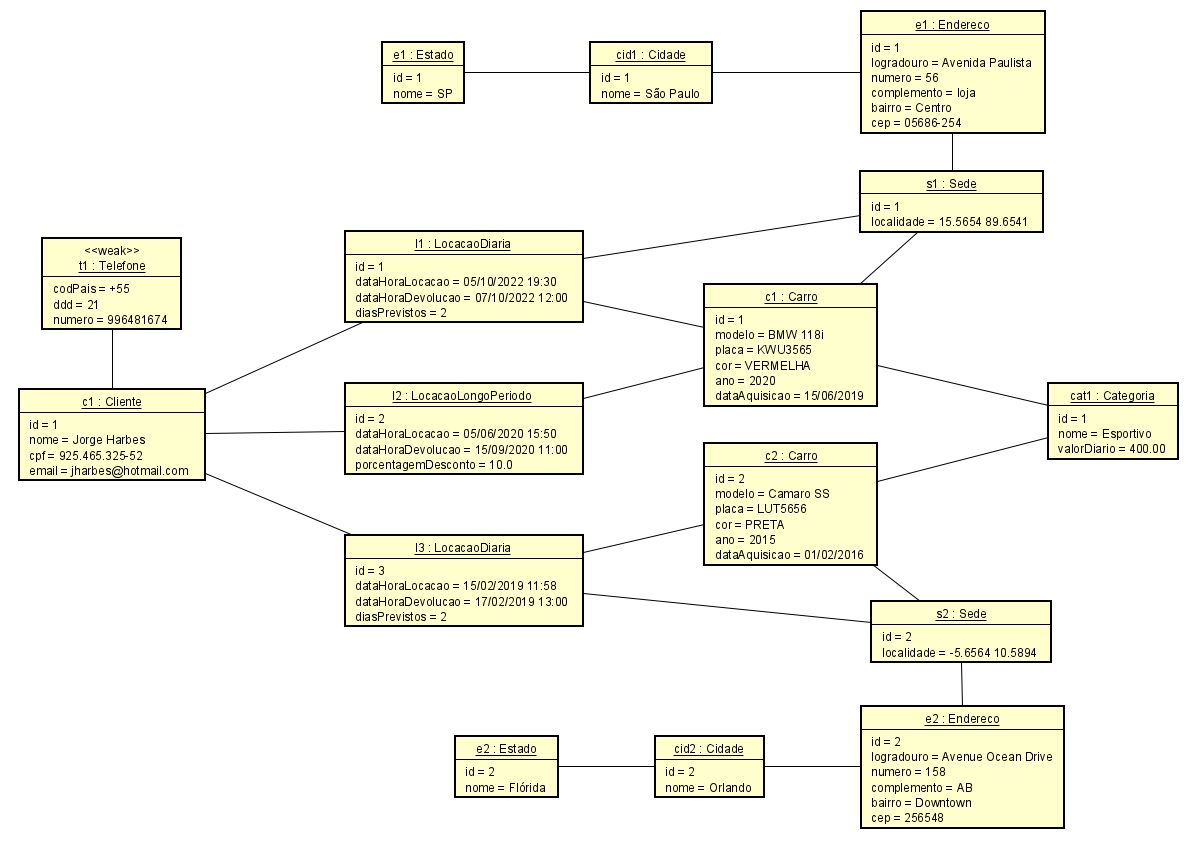 e1 : Estado
id = 1
nome = SP
cid1 : Cidade
id = 1
nome = São Paulo
e1 : Endereco
id = 1
logradouro = Avenida Paulista
numero = 56
complemento = loja
bairro = Centro
cep = 05686-254
s1 : Sede
id = 1
localidade = 15.5654 89.6541
<<weak>>
t1 : Telefone
codPais = +55
ddd = 21
numero = 996481674
l1 : LocacaoDiaria
id = 1
dataHoraLocacao = 05/10/2022 19:30
dataHoraDevolucao = 07/10/2022 12:00
diasPrevistos = 2
c1 : Carro
id = 1
modelo = BMW 118i
placa = KWU3565
cor = VERMELHA
ano = 2020
dataAquisicao = 15/06/2019
c1 : Cliente
id = 1
nome = Jorge Harbes
cpf = 925.465.325-52
email = jharbes@hotmail.com
l2 : LocacaoLongoPeriodo
id = 2
dataHoraLocacao = 05/06/2020 15:50
dataHoraDevolucao = 15/09/2020 11:00
porcentagemDesconto = 10.0
cat1 : Categoria
id = 1
nome = Esportivo
valorDiario = 400.00
c2 : Carro
id = 2
modelo = Camaro SS
placa = LUT5656
cor = PRETA
ano = 2015
dataAquisicao = 01/02/2016
l3 : LocacaoDiaria
id = 3
dataHoraLocacao = 15/02/2019 11:58
dataHoraDevolucao = 17/02/2019 13:00
diasPrevistos = 2
s2 : Sede
id = 2
localidade = -5.6564 10.5894
e2 : Estado
id = 2
nome = Flórida
cid2 : Cidade
id = 2
nome = Orlando
e2 : Endereco
id = 2
logradouro = Avenue Ocean Drive
numero = 158
complemento = AB
bairro = Downtown
cep = 256548